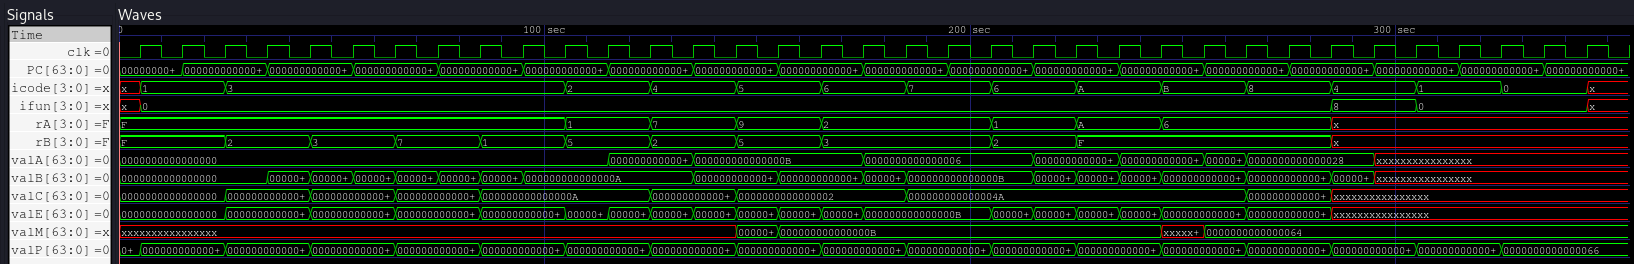 Signals Waves
Time 0 100 sec 200 sec 300 sec
clk =0
PC[63:0] =0 00000000+ 000000000000+ 000000000000+ 000000000000+ 000000000000+ 000000000000+ 000000000000+ 000000000000+ 000000000000+ 000000000000+ 000000000000+ 000000000000+ 000000000000+ 000000000000+ 000000000000+ 000000000000+ 000000000000+ 000000000000+
icode[3:0] =x x 1 3 2 4 5 6 7 6 A B 8 4 1 0 x
ifun[3:0] =x x 0 8 0 x
rA[3:0] =F F 1 7 9 2 1 A 6 x
rB[3:0] =F F 2 3 7 1 5 2 5 3 2 F x
valA[63:0] =0 0000000000000000 000000000000+ 000000000000000B 0000000000000006 000000000000+ 000000000000+ 00000+ 0000000000000028 xxxxxxxxxxxxxxxx
valB[63:0] =0 0000000000000000 00000+ 00000+ 00000+ 00000+ 00000+ 00000+ 000000000000000A 000000000000+ 000000000000+ 00000+ 000000000000000B 00000+ 00000+ 00000+ 00000+ 00000+ 000000000000+ 00000+ xxxxxxxxxxxxxxxx
valC[63:0] =0 0000000000000000 000000000000+ 000000000000+ 000000000000+ 000000000000000A 000000000000+ 0000000000000002 000000000000004A 000000000000+ xxxxxxxxxxxxxxxx
valE[63:0] =0 0000000000000000 000000000000+ 000000000000+ 000000000000+ 000000000000+ 00000+ 00000+ 00000+ 00000+ 00000+ 00000+ 00000+ 00000+ 000000000000000B 00000+ 00000+ 00000+ 00000+ 00000+ 000000000000+ xxxxxxxxxxxxxxxx
valM[63:0] =x xxxxxxxxxxxxxxxx 00000+ 000000000000000B xxxxx+ 0000000000000064
valP[63:0] =0 0+ 000000000000+ 000000000000+ 000000000000+ 000000000000+ 000000000000+ 000000000000+ 000000000000+ 000000000000+ 000000000000+ 000000000000+ 000000000000+ 000000000000+ 000000000000+ 000000000000+ 000000000000+ 000000000000+ 0000000000000066